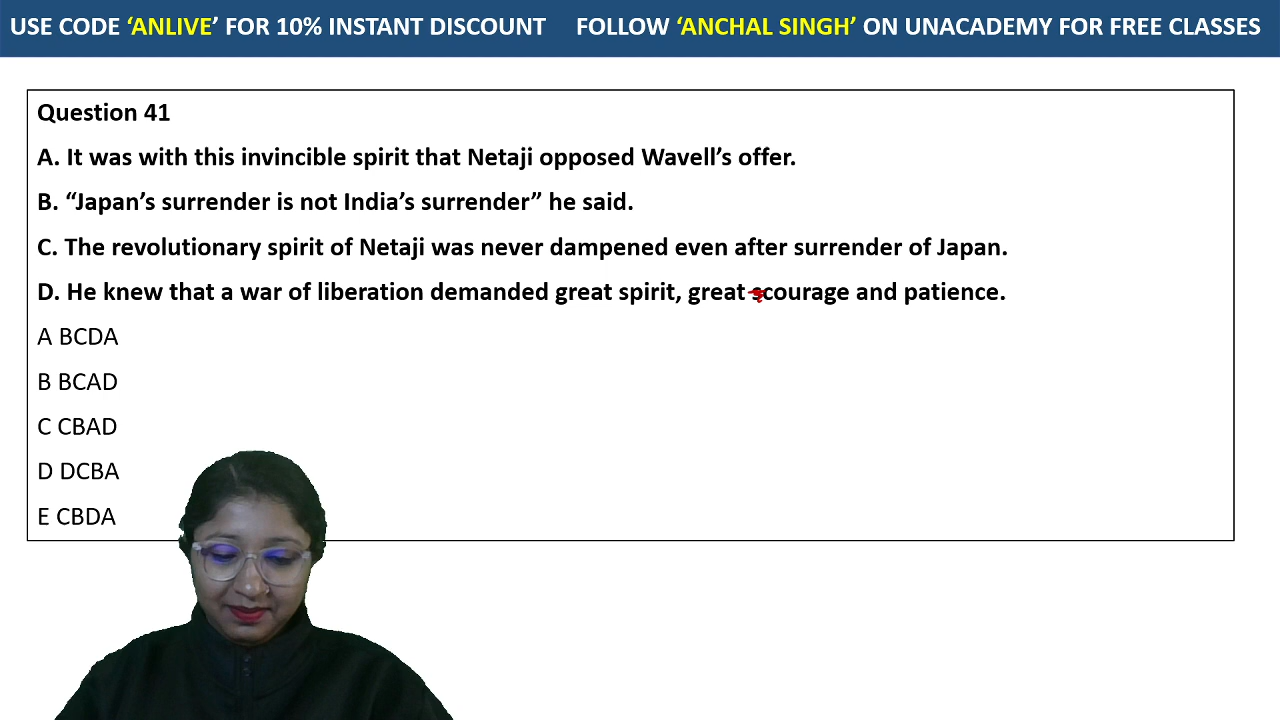 USE CODE ‘ANLIVE’ FOR 10% INSTANT DISCOUNT FOLLOW ‘ANCHAL SINGH’ ON UNACADEMY FOR FREE CLASSES
Question 41
A. It was with this invincible spirit that Netaji opposed Wavell’s offer.
B. “Japan’s surrender is not India’s surrender” he said.
C. The revolutionary spirit of Netaji was never dampened even after surrender of Japan.
D. He knew that a war of liberation demanded great spirit, great scourage and patience.
A BCDA
B BCAD
C CBAD
D DCBA
E CBDA